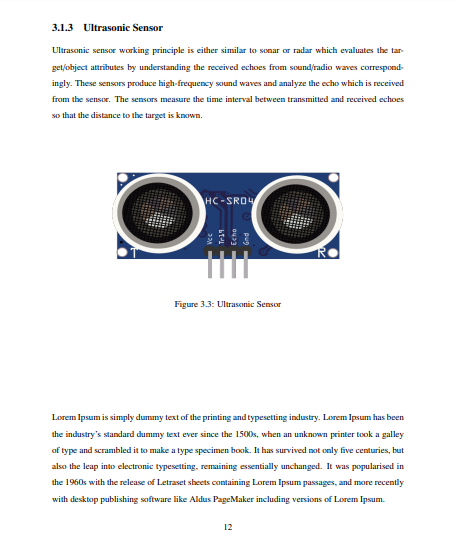 3.1.3 Ultrasonic Sensor
Ultrasonic sensor working principle is either similar to sonar or radar which evaluates the tar-
get/object attributes by understanding the received echoes from sound/radio waves correspond-
ingly. These sensors produce high-frequency sound waves and analyze the echo which is received
from the sensor. The sensors measure the time interval between transmitted and received echoes
so that the distance to the target is known.
HC-SR04
Vcc
Trig
Echo
Gnd
T
R
Figure 3.3: Ultrasonic Sensor
Lorem Ipsum is simply dummy text of the printing and typesetting industry. Lorem Ipsum has been
the industry's standard dummy text ever since the 1500s, when an unknown printer took a galley
of type and scrambled it to make a type specimen book. It has survived not only five centuries, but
also the leap into electronic typesetting, remaining essentially unchanged. It was popularised in
the 1960s with the release of Letraset sheets containing Lorem Ipsum passages, and more recently
with desktop publishing software like Aldus PageMaker including versions of Lorem Ipsum.
12